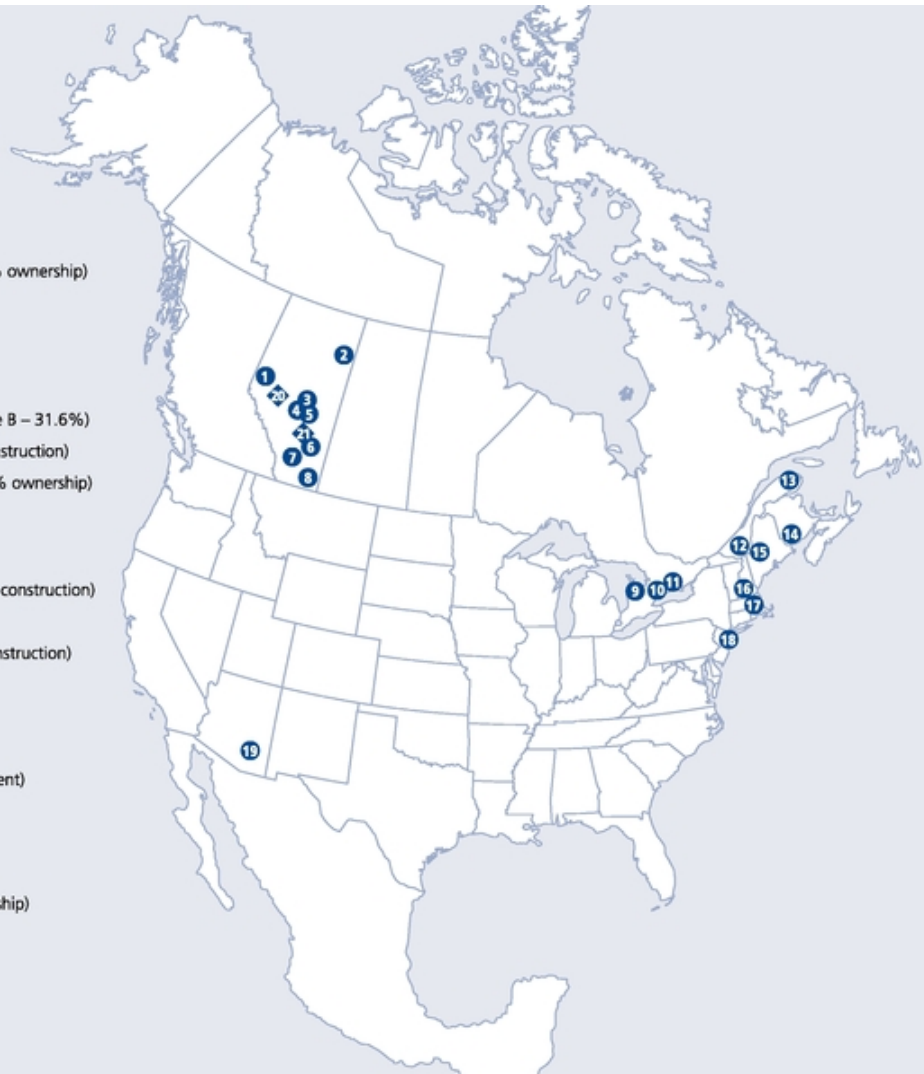 ownership)
e B – 31.6%)
struction)
% ownership)
construction)
nstruction)
ent)
ship)
2
1
20
3
4
5
21
6
7
8
13
14
12
15
11
9
10
16
17
18
19